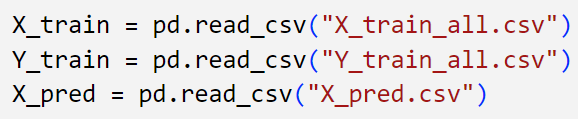 X_train = pd.read_csv("X_train_all.csv")
Y_train = pd.read_csv("Y_train_all.csv")
X_pred = pd.read_csv("X_pred.csv")